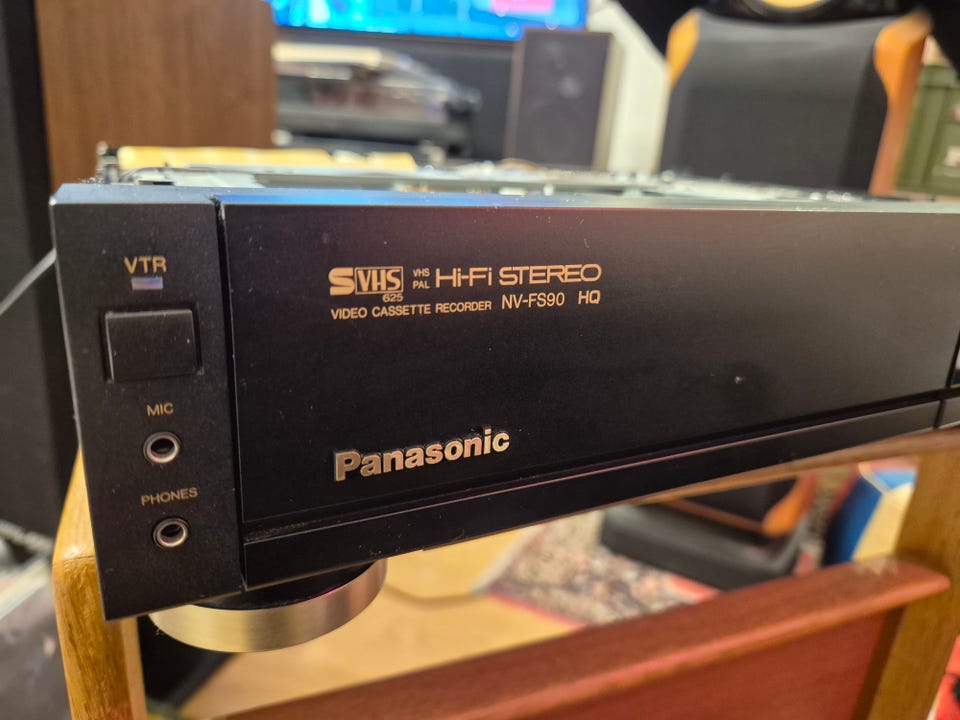 VTR
MIC
PHONES
S VHS VHS PAL Hi-Fi STEREO
625
VIDEO CASSETTE RECORDER NV-FS90 HQ
Panasonic